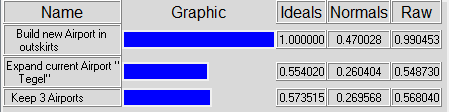 Name Graphic Ideals Normals Raw
Build new Airport in
outskirts 1.000000 0.470028 0.990453
Expand current Airport "
Tegel" 0.554020 0.260404 0.548730
Keep 3 Airports 0.573515 0.269568 0.568040